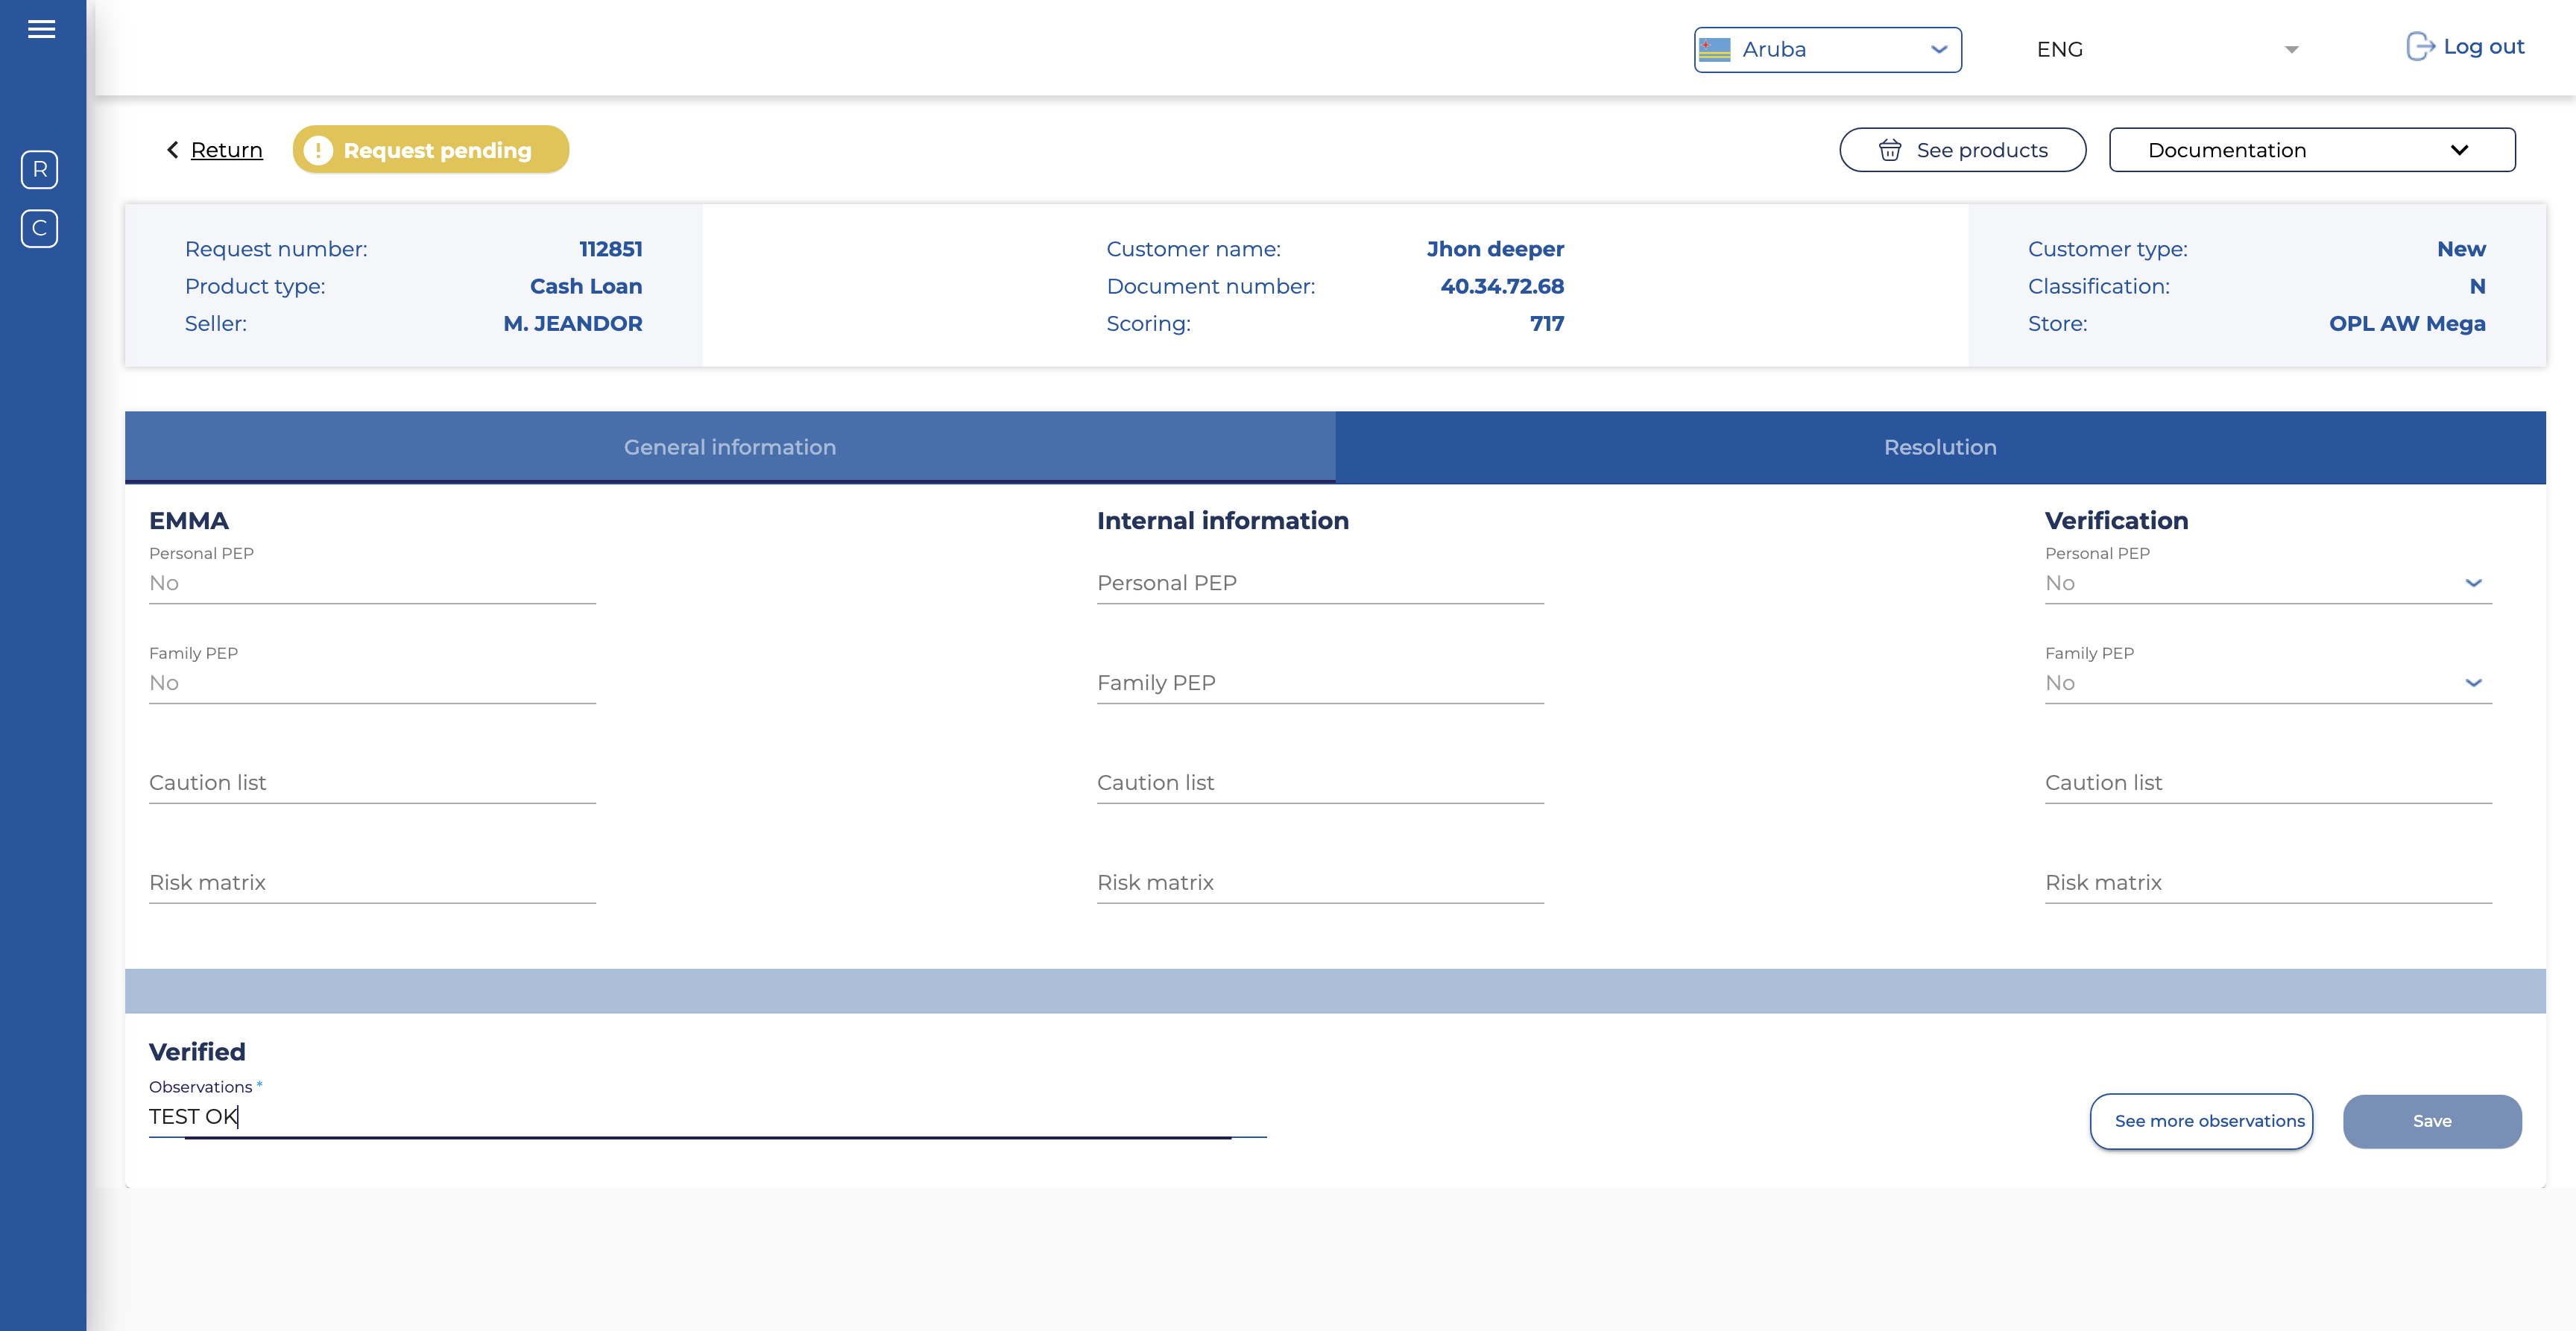 Aruba
ENG
Log out
R
C
Return
Request pending
See products
Documentation
Request number: 112851
Product type: Cash Loan
Seller: M. JEANDOR
Customer name: Jhon deeper
Document number: 40.34.72.68
Scoring: 717
Customer type: New
Classification: N
Store: OPL AW Mega
General information
Resolution
EMMA
Personal PEP
No
Family PEP
No
Caution list
Risk matrix
Internal information
Personal PEP
Family PEP
Caution list
Risk matrix
Verification
Personal PEP
No
Family PEP
No
Caution list
Risk matrix
Verified
Observations *
TEST OK
See more observations
Save